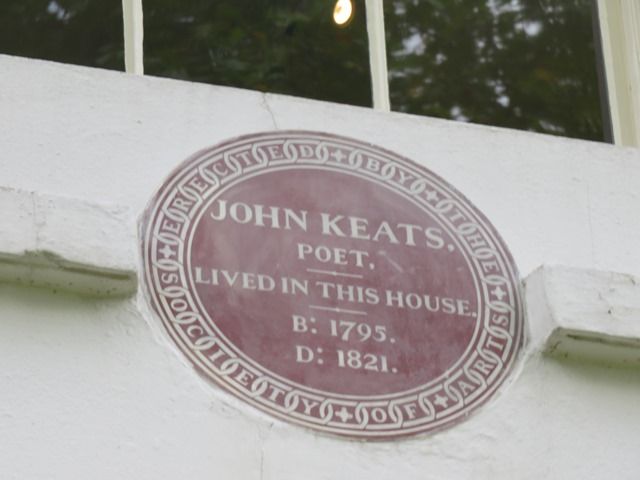 ERECTED BY THE
SOCIETY OF ARTS
JOHN KEATS,
POET,
LIVED IN THIS HOUSE.
B: 1795.
D: 1821.